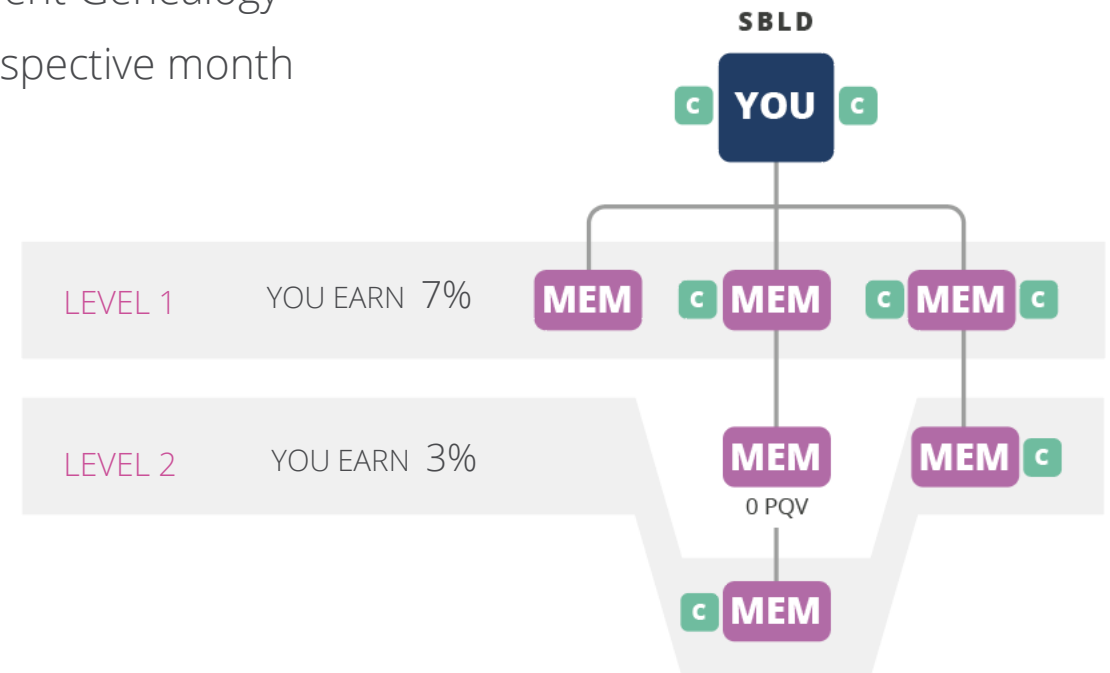 Genealogy
spective month
SBLD
C YOU C
LEVEL 1 YOU EARN 7% MEM C MEM C MEM C
LEVEL 2 YOU EARN 3% MEM MEM C
0 PQV
C MEM